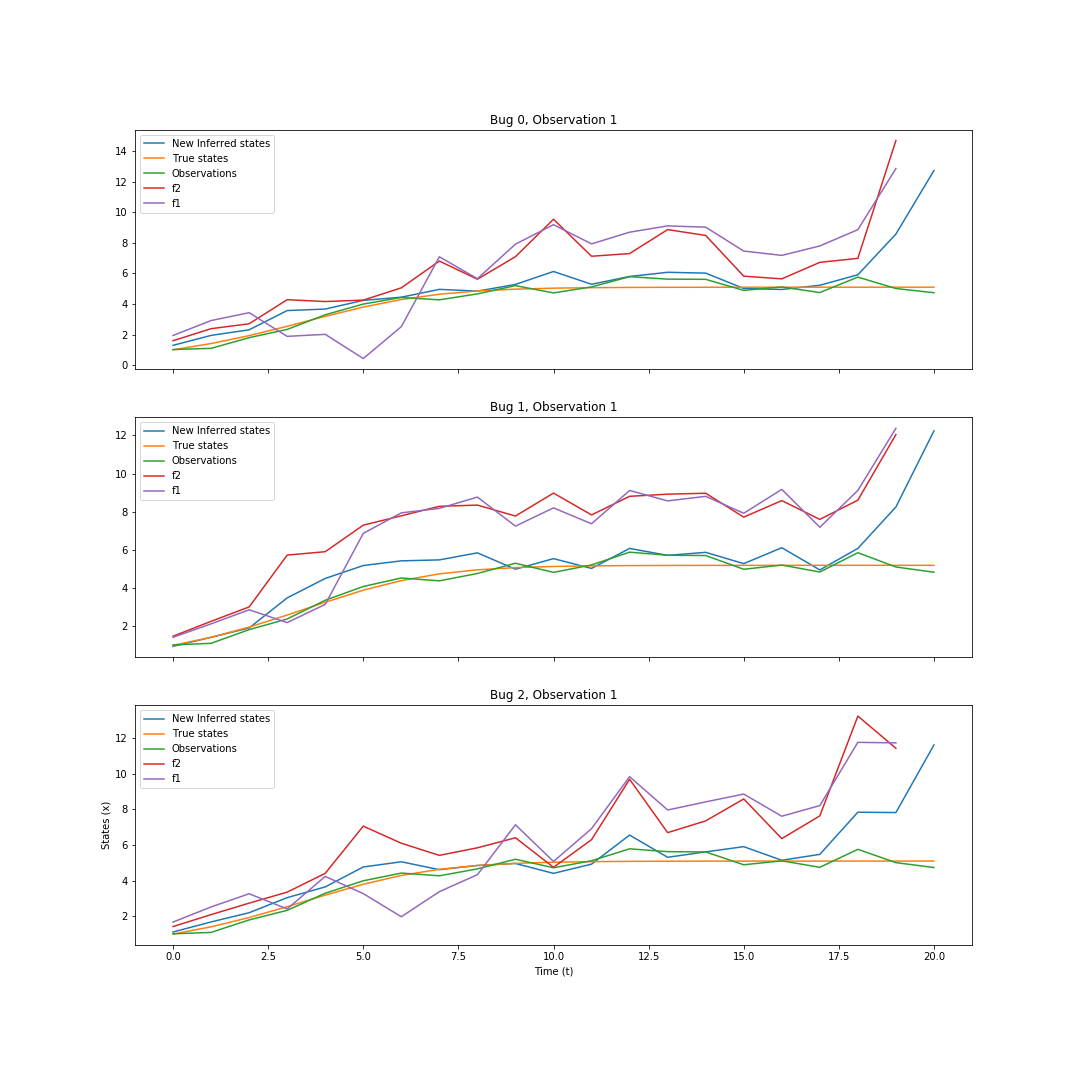 Bug 0, Observation 1
New Inferred states
True states
Observations
f2
f1
14
12
10
8
6
4
2
0
Bug 1, Observation 1
New Inferred states
True states
Observations
f2
f1
12
10
8
6
4
2
Bug 2, Observation 1
New Inferred states
True states
Observations
f2
f1
12
10
8
6
4
2
States (x)
0.0 2.5 5.0 7.5 10.0 12.5 15.0 17.5 20.0
Time (t)